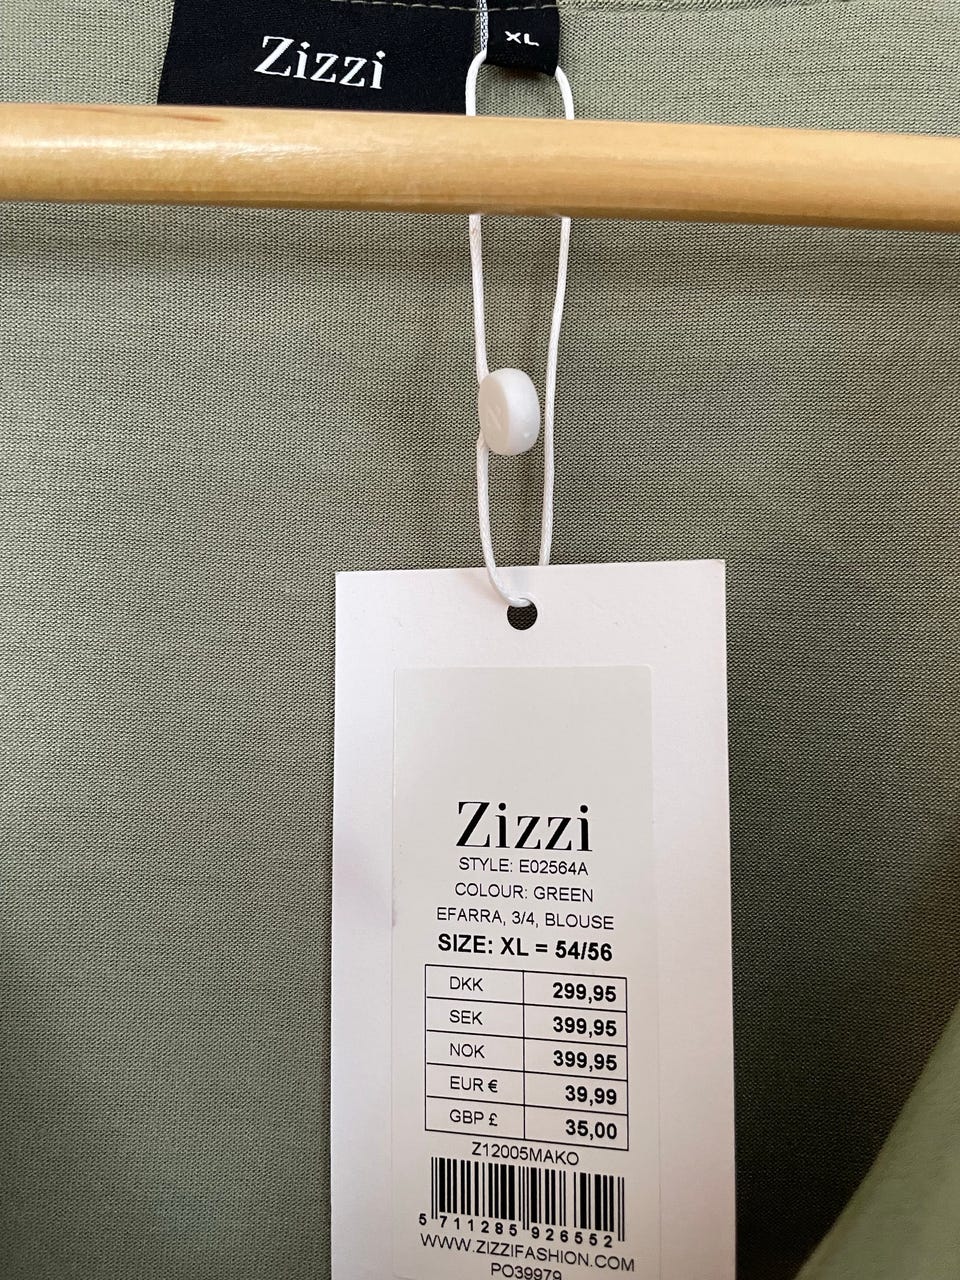 Zizzi
XL
Zizzi
STYLE: E02564A
COLOUR: GREEN
EFARRA, 3/4, BLOUSE
SIZE: XL = 54/56
DKK 299,95
SEK 399,95
NOK 399,95
EUR € 39,99
GBP £ 35,00
Z12005MAKO
5 711285 926552
WWW.ZIZZIFASHION.COM
PO39979